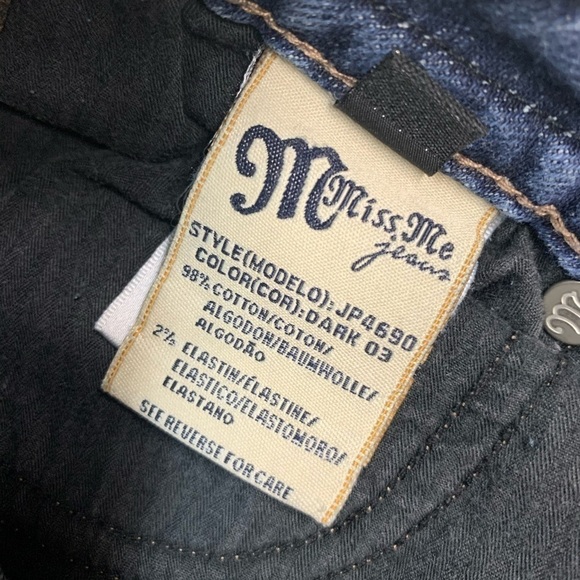 M Miss Me
jeans
STYLE(MODELO): JP4690
COLOR(COR): DARK 03
98% COTTON/COTON/
ALGODON/BAUMWOLLE/
ALGODÃO
2% ELASTIN/ÉLASTINE/
ELASTICO/ELASTOMORO/
ELASTANO
SEE REVERSE FOR CARE